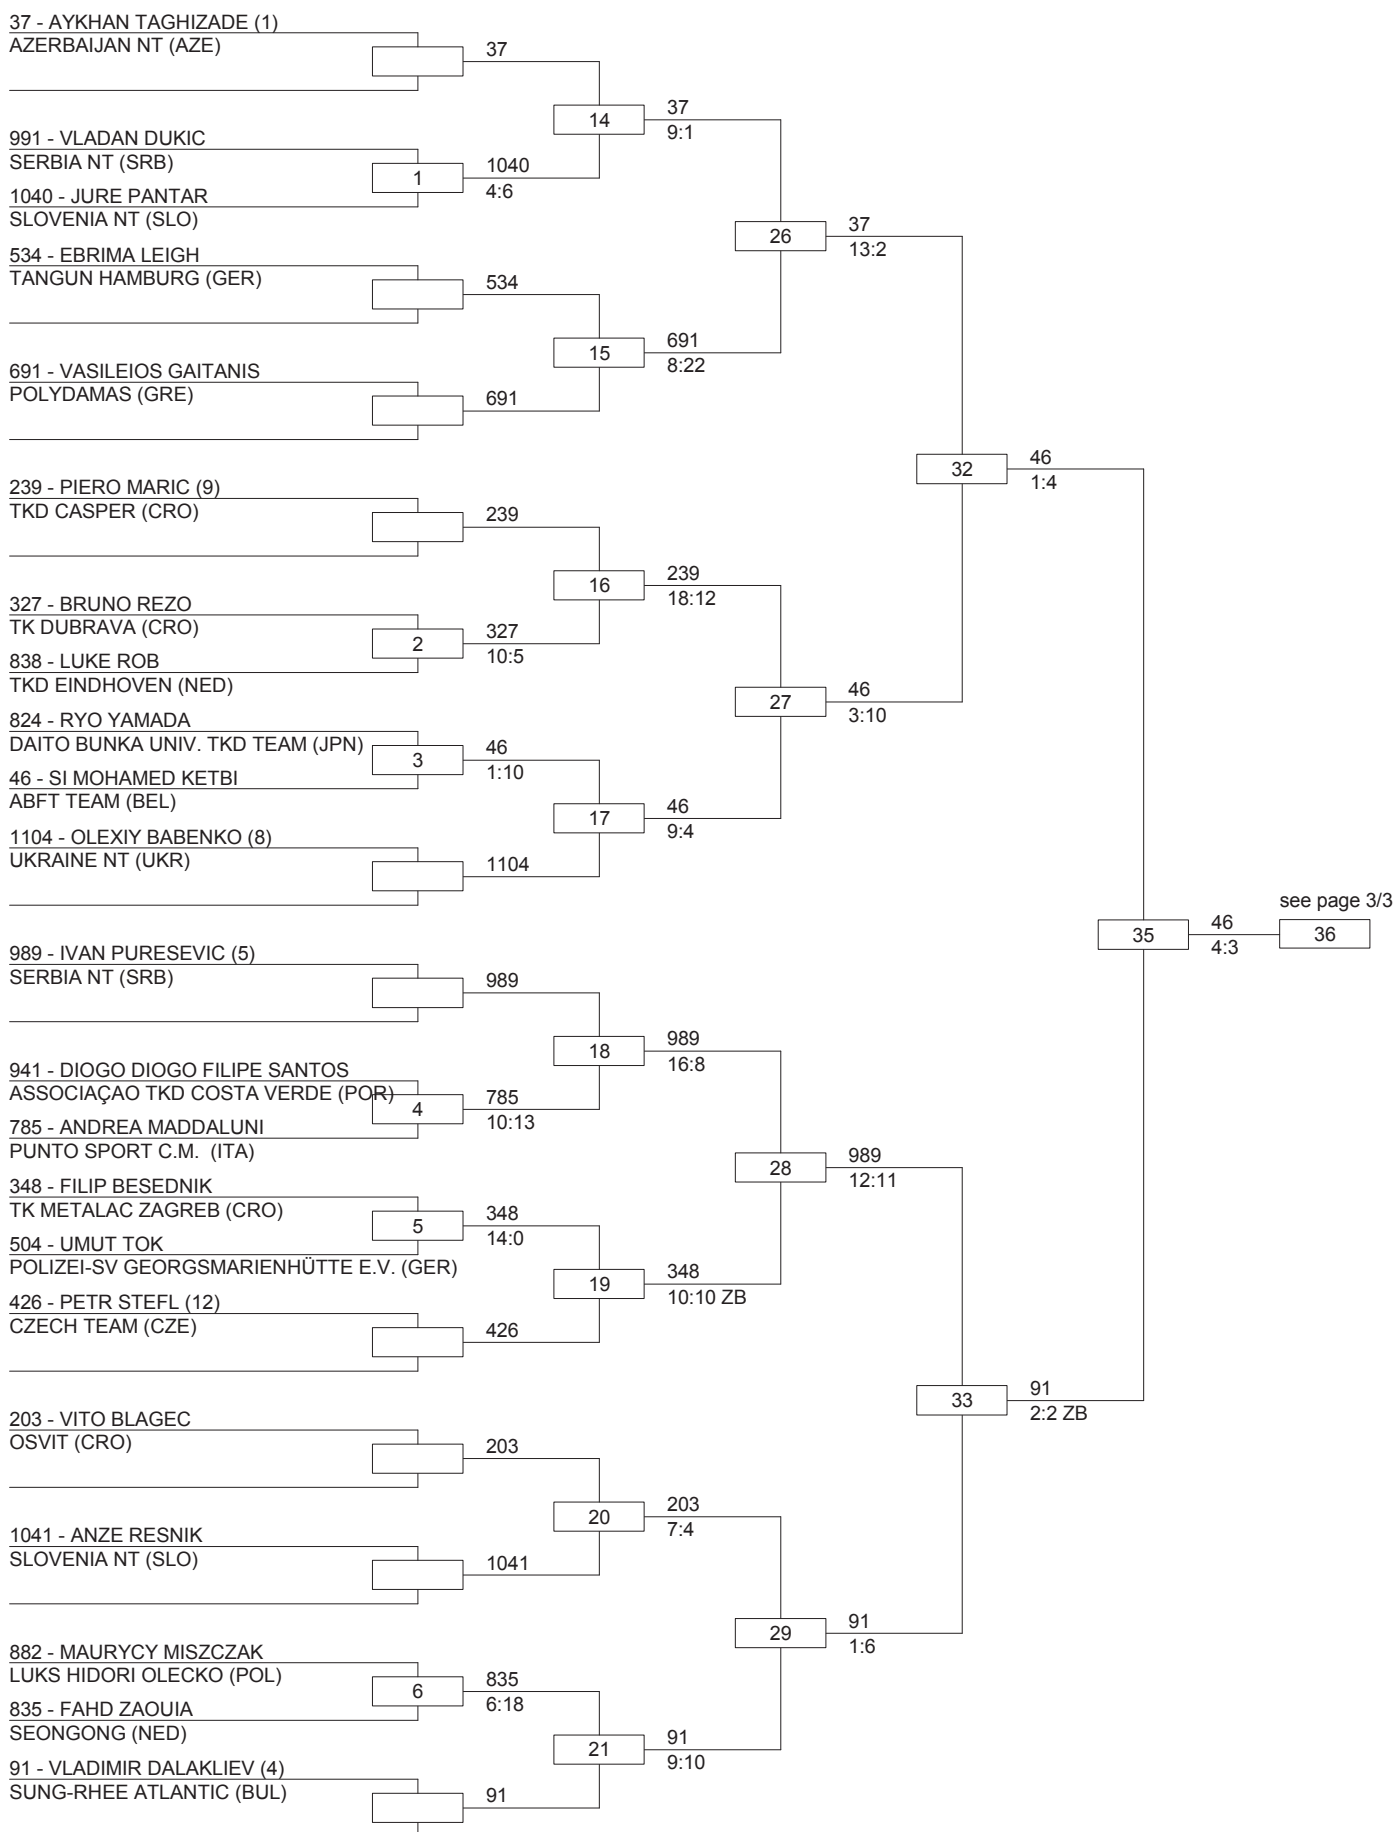 37 - AYKHAN TAGHIZADE (1)
AZERBAIJAN NT (AZE)
37
14
37
9:1
991 - VLADAN DUKIC
SERBIA NT (SRB)
1
1040
4:6
1040 - JURE PANTAR
SLOVENIA NT (SLO)
26
37
13:2
534 - EBRIMA LEIGH
TANGUN HAMBURG (GER)
534
15
691
8:22
691 - VASILEIOS GAITANIS
POLYDAMAS (GRE)
691
32
46
1:4
239 - PIERO MARIC (9)
TKD CASPER (CRO)
239
16
239
18:12
327 - BRUNO REZO
TK DUBRAVA (CRO)
2
327
10:5
838 - LUKE ROB
TKD EINDHOVEN (NED)
27
46
3:10
824 - RYO YAMADA
DAITO BUNKA UNIV. TKD TEAM (JPN)
3
46
1:10
46 - SI MOHAMED KETBI
ABFT TEAM (BEL)
17
46
9:4
1104 - OLEXIY BABENKO (8)
UKRAINE NT (UKR)
1104
see page 3/3
35
46
4:3
36
989 - IVAN PURESEVIC (5)
SERBIA NT (SRB)
989
18
989
16:8
941 - DIOGO DIOGO FILIPE SANTOS
ASSOCIAÇAO TKD COSTA VERDE (POR)
4
785
10:13
785 - ANDREA MADDALUNI
PUNTO SPORT C.M. (ITA)
28
989
12:11
348 - FILIP BESEDNIK
TK METALAC ZAGREB (CRO)
5
348
14:0
504 - UMUT TOK
POLIZEI-SV GEORGSMARIENHÜTTE E.V. (GER)
19
348
10:10 ZB
426 - PETR STEFL (12)
CZECH TEAM (CZE)
426
33
91
2:2 ZB
203 - VITO BLAGEC
OSVIT (CRO)
203
20
203
7:4
1041 - ANZE RESNIK
SLOVENIA NT (SLO)
1041
29
91
1:6
882 - MAURYCY MISZCZAK
LUKS HIDORI OLECKO (POL)
6
835
6:18
835 - FAHD ZAOUIA
SEONGONG (NED)
21
91
9:10
91 - VLADIMIR DALAKLIEV (4)
SUNG-RHEE ATLANTIC (BUL)
91